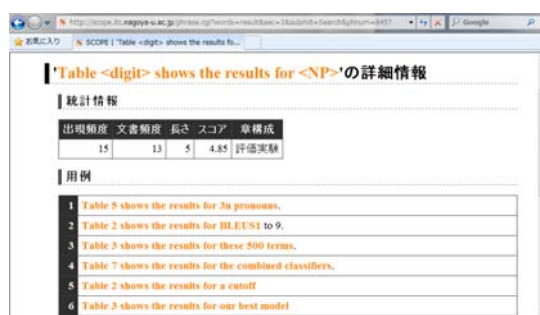 http://scope.itc.nagoya-u.ac.jp/phrase.cgi?words=result&sec=1&submit=Search&phnum=8457
Google
お気に入り
SCOPE | 'Table <digit> shows the results fo...
'Table <digit> shows the results for <NP>'の詳細情報
統計情報
出現頻度 文書頻度 長さ スコア 章構成
15 13 5 4.85 評価実験
用例
1 Table 5 shows the results for 3u pronouns.
2 Table 2 shows the results for BLEUS1 to 9.
3 Table 3 shows the results for these 500 terms.
4 Table 7 shows the results for the combined classifiers.
5 Table 2 shows the results for a cutoff
6 Table 3 shows the results for our best model